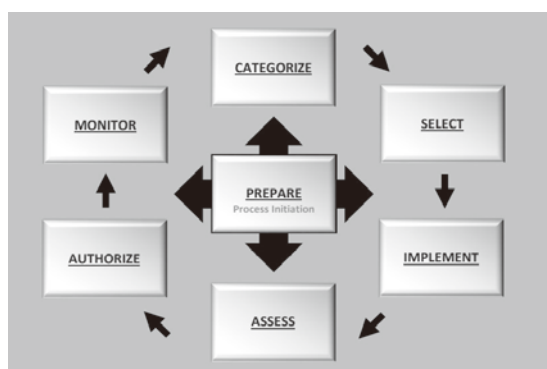 CATEGORIZE
MONITOR
SELECT
PREPARE
Process Initiation
AUTHORIZE
IMPLEMENT
ASSESS